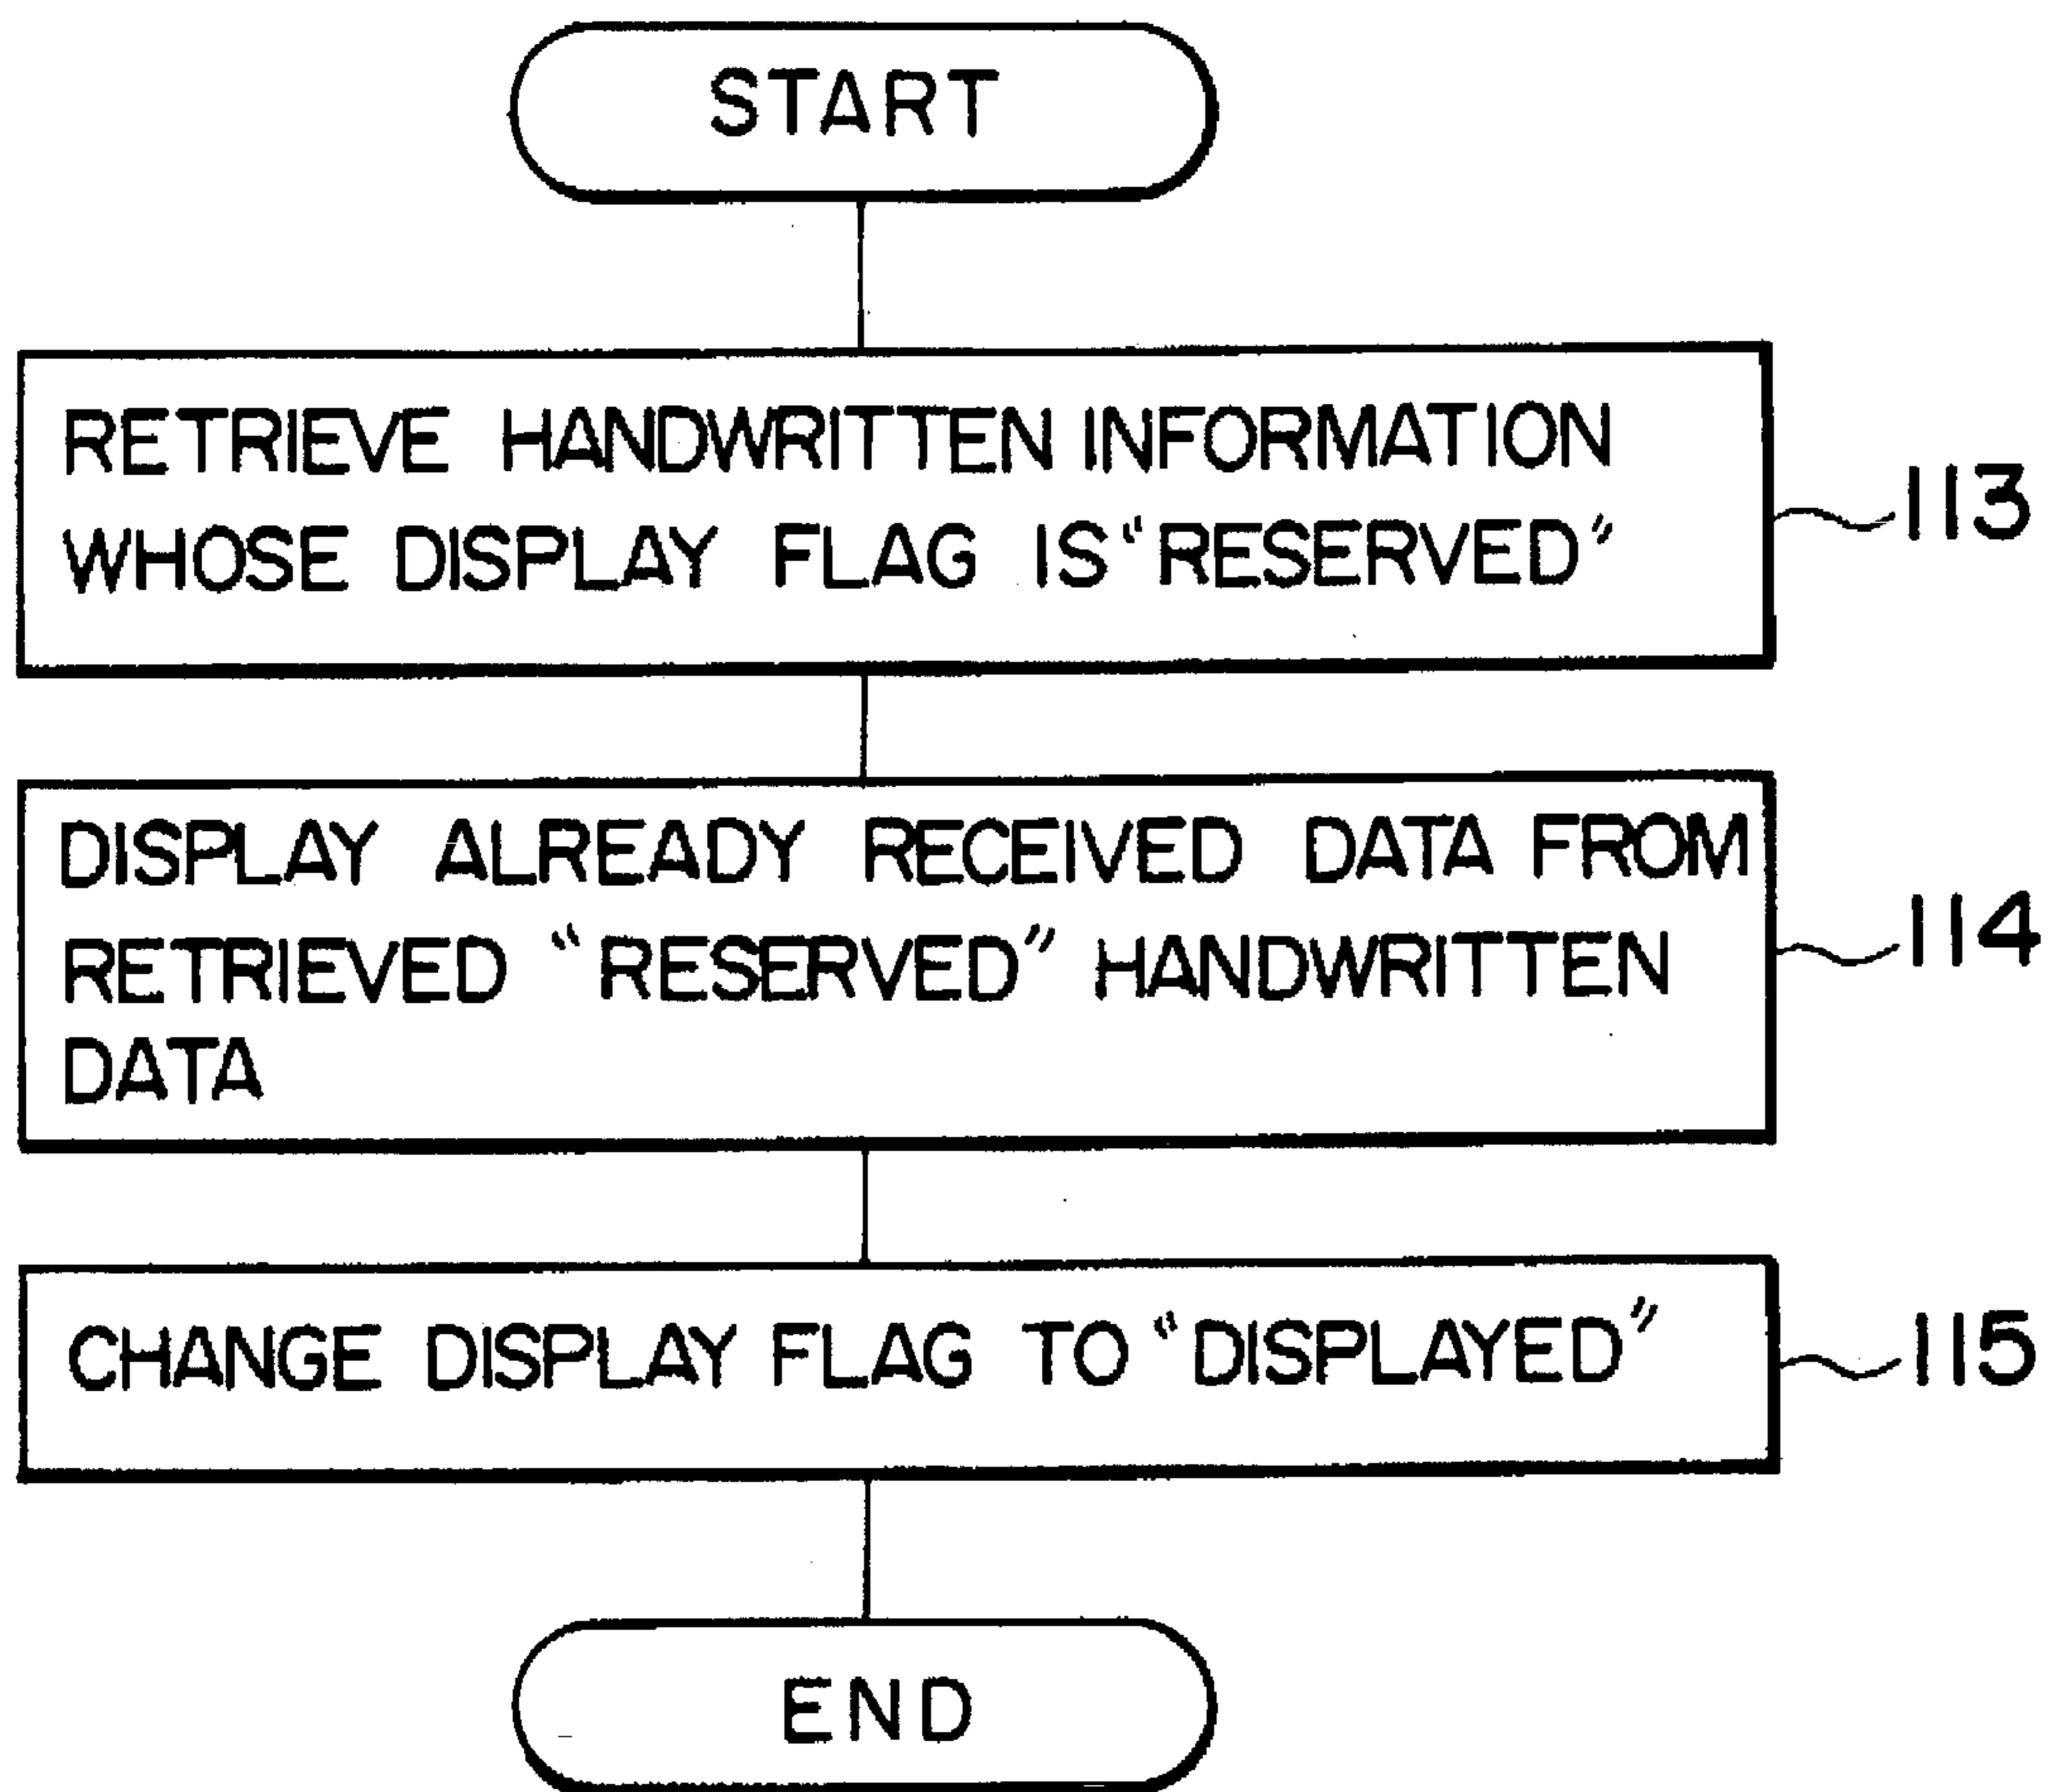 START
RETRIEVE HANDWRITTEN INFORMATION
WHOSE DISPLAY FLAG IS "RESERVED"
113
DISPLAY ALREADY RECEIVED DATA FROM
RETRIEVED "RESERVED" HANDWRITTEN
DATA
114
CHANGE DISPLAY FLAG TO "DISPLAYED"
115
END